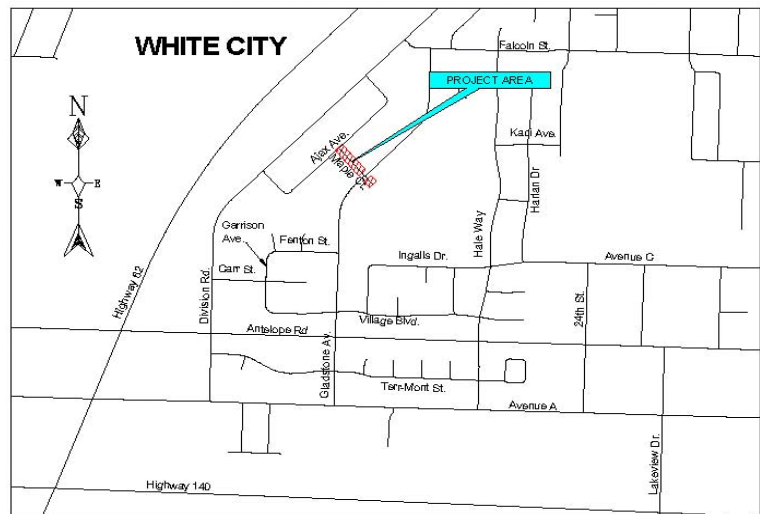 WHITE CITY
Falcoln St.
PROJECT AREA
N
Ajax Ave.
Maple Ct.
Kadi Ave.
W E
S
Harlan Dr
Garrison
Ave.
Fenton St.
Hale Way
Ingalls Dr.
Avenue C
Carr St.
Highway 62
Division Rd.
24th St.
Village Blvd.
Antelope Rd
Gladstone Av.
Terr-Mont St.
Avenue A
Lakeview Dr.
Highway 140